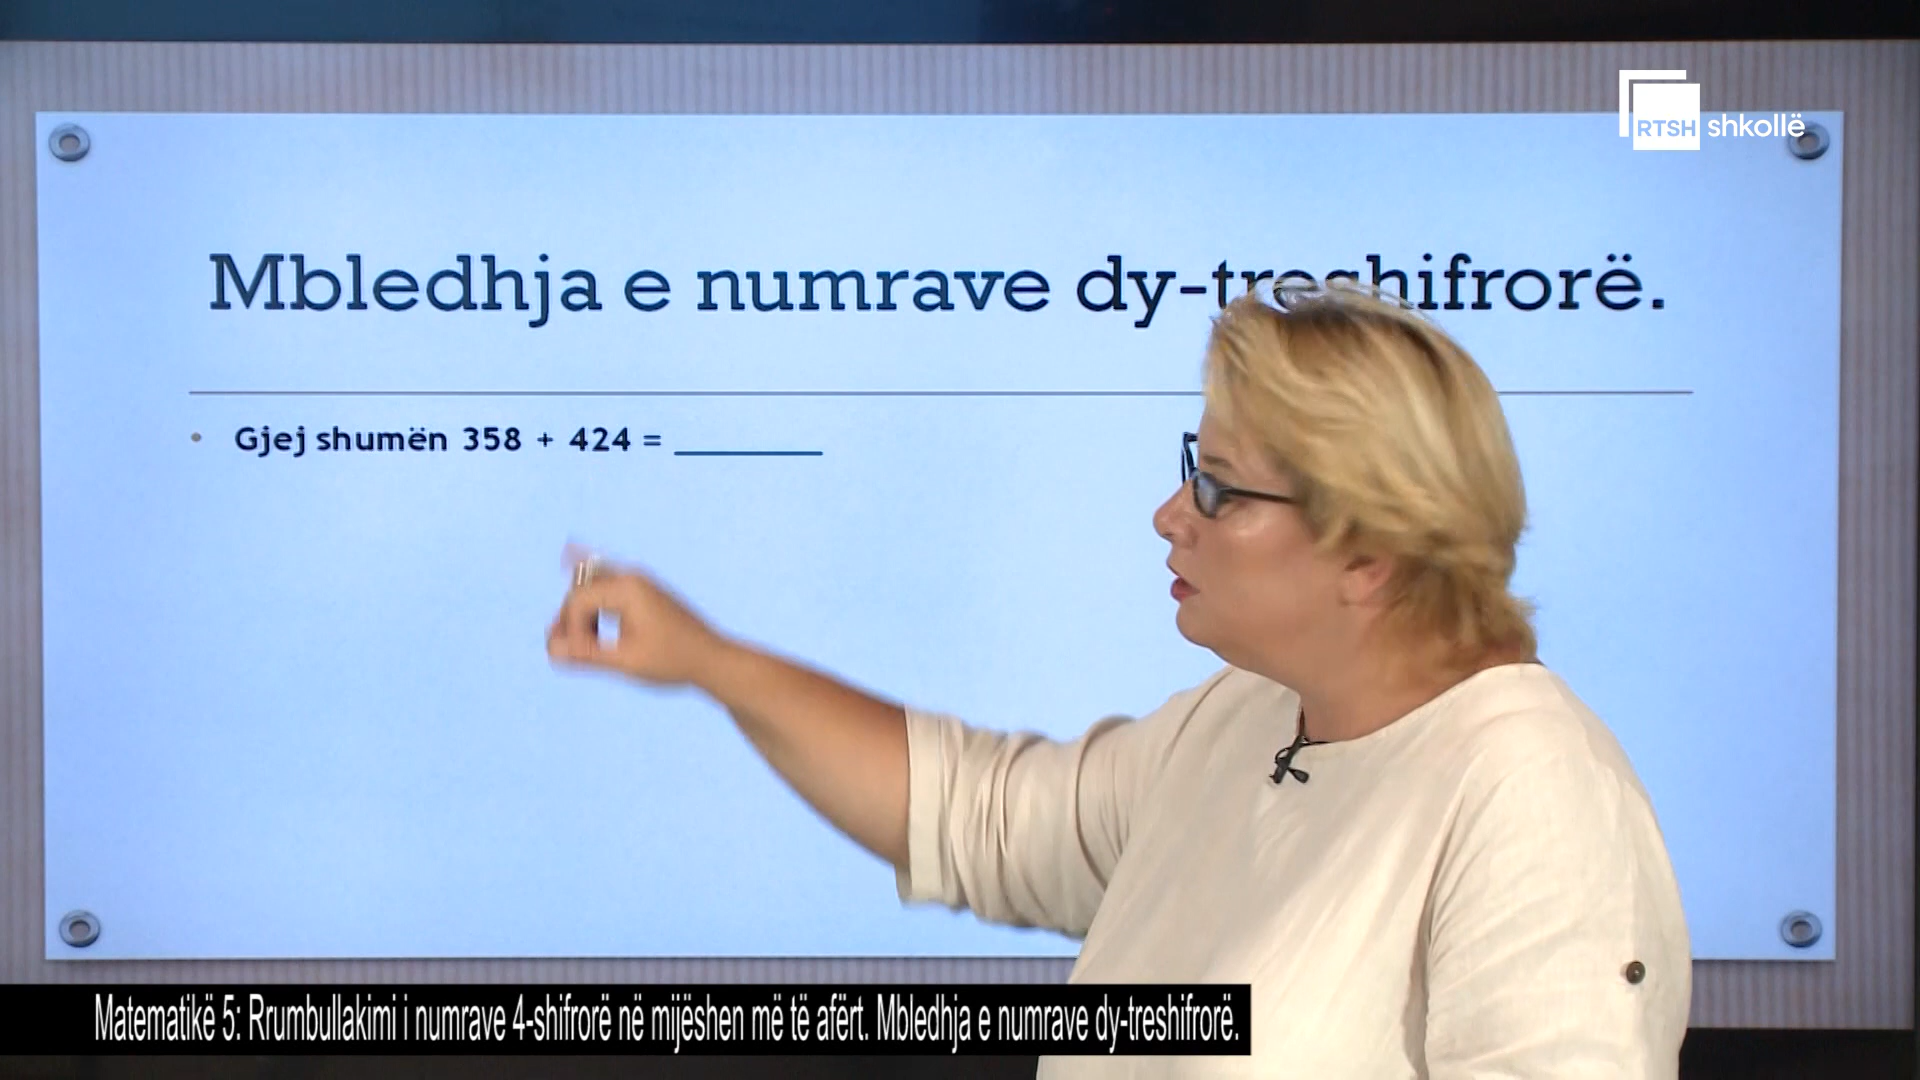 RTSH shkollë
Mbledhja e numrave dy-treshifrorë.
• Gjej shumën 358 + 424 = ________
Matematikë 5: Rrumbullakimi i numrave 4-shifrorë në mijëshen më të afërt. Mbledhja e numrave dy-treshifrorë.